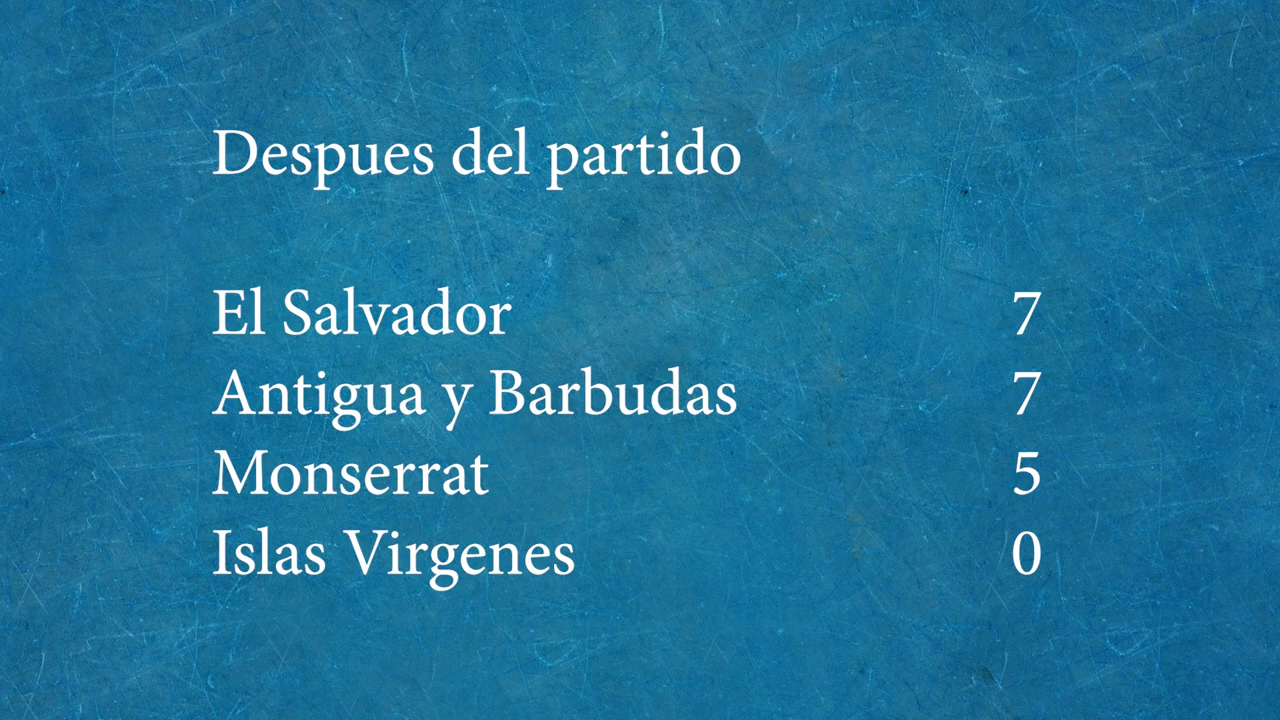 Despues del partido
El Salvador 7
Antigua y Barbudas 7
Monserrat 5
Islas Virgenes 0